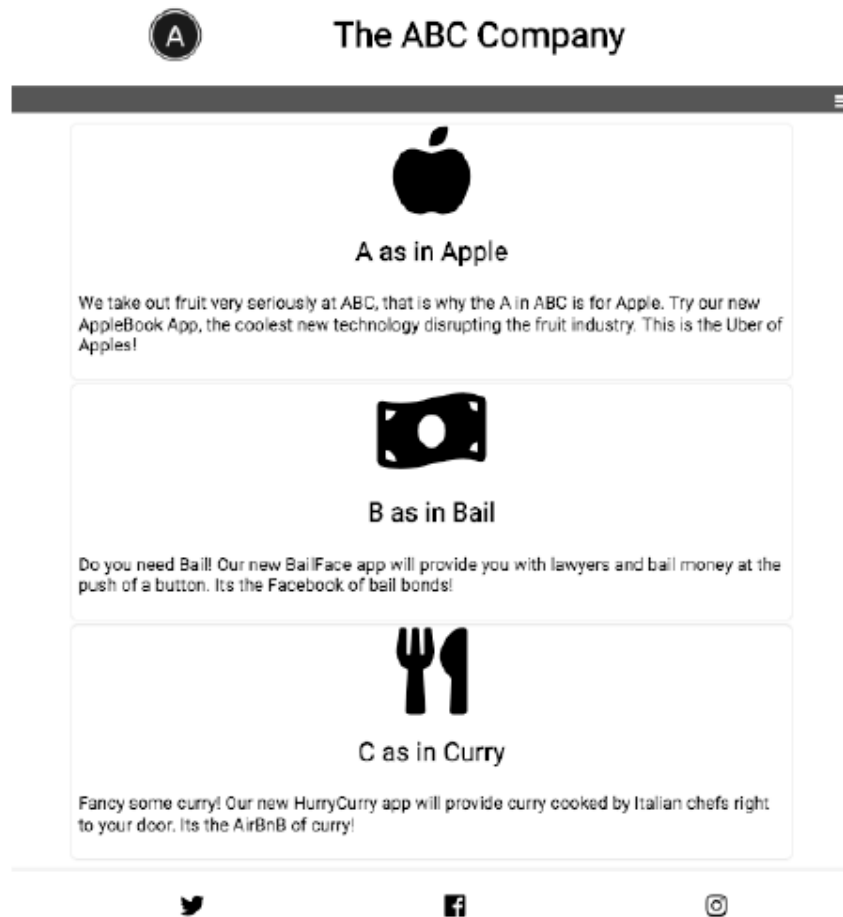 A
The ABC Company
A as in Apple
We take out fruit very seriously at ABC, that is why the A in ABC is for Apple. Try our new
AppleBook App, the coolest new technology disrupting the fruit industry. This is the Uber of
Apples!
B as in Bail
Do you need Bail! Our new BailFace app will provide you with lawyers and bail money at the
push of a button. Its the Facebook of bail bonds!
C as in Curry
Fancy some curry! Our new HurryCurry app will provide curry cooked by Italian chefs right
to your door. Its the AirBnB of curry!